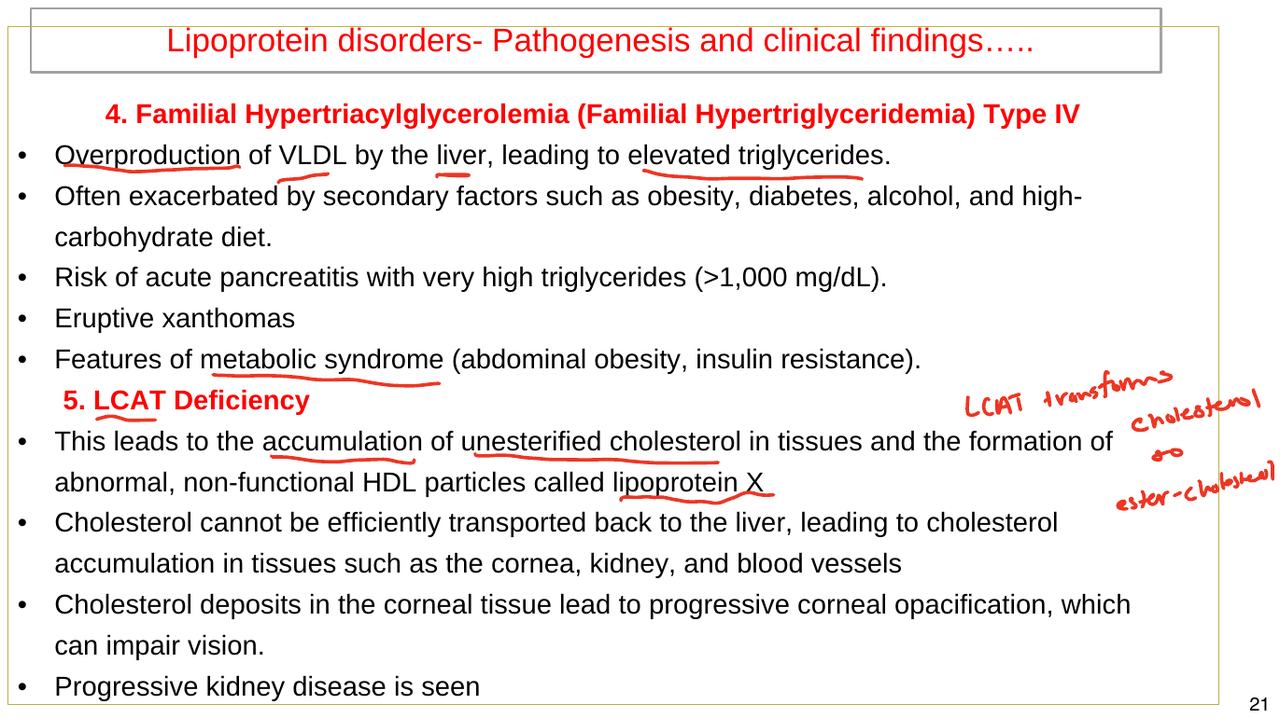 Lipoprotein disorders- Pathogenesis and clinical findings…..
4. Familial Hypertriacylglycerolemia (Familial Hypertriglyceridemia) Type IV
• Overproduction of VLDL by the liver, leading to elevated triglycerides.
• Often exacerbated by secondary factors such as obesity, diabetes, alcohol, and high-
carbohydrate diet.
• Risk of acute pancreatitis with very high triglycerides (>1,000 mg/dL).
• Eruptive xanthomas
• Features of metabolic syndrome (abdominal obesity, insulin resistance).
5. LCAT Deficiency
• This leads to the accumulation of unesterified cholesterol in tissues and the formation of
abnormal, non-functional HDL particles called lipoprotein X
• Cholesterol cannot be efficiently transported back to the liver, leading to cholesterol
accumulation in tissues such as the cornea, kidney, and blood vessels
• Cholesterol deposits in the corneal tissue lead to progressive corneal opacification, which
can impair vision.
• Progressive kidney disease is seen
LCAT transforms
cholesterol
ester-cholesterol
21